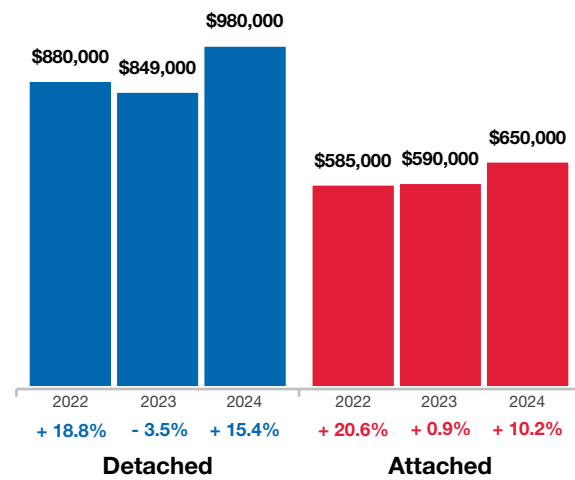 $980,000
$880,000
$849,000
$650,000
$585,000 $590,000
2022 2023 2024 2022 2023 2024
+ 18.8% - 3.5% + 15.4% + 20.6% + 0.9% + 10.2%
Detached Attached